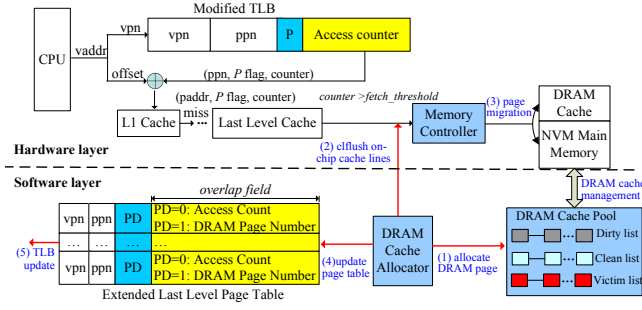 Modified TLB
CPU
vaddr
vpn
vpn
ppn
P
Access counter
offset
(ppn, P flag, counter)
(paddr, P flag, counter)
counter >fetch_threshold
L1 Cache
miss
...
Last Level Cache
Memory
Controller
(3) page
migration
DRAM
Cache
NVM Main
Memory
(2) clflush on-
chip cache lines
Hardware layer
Software layer
DRAM cache
management
overlap field
vpn
ppn
PD
PD=0: Access Count
PD=1: DRAM Page Number
...
...
...
...
vpn
ppn
PD
PD=0: Access Count
PD=1: DRAM Page Number
(5) TLB
update
Extended Last Level Page Table
(4)update
page table
DRAM
Cache
Allocator
(1) allocate
DRAM page
DRAM Cache Pool
... Dirty list
... Clean list
... Victim list